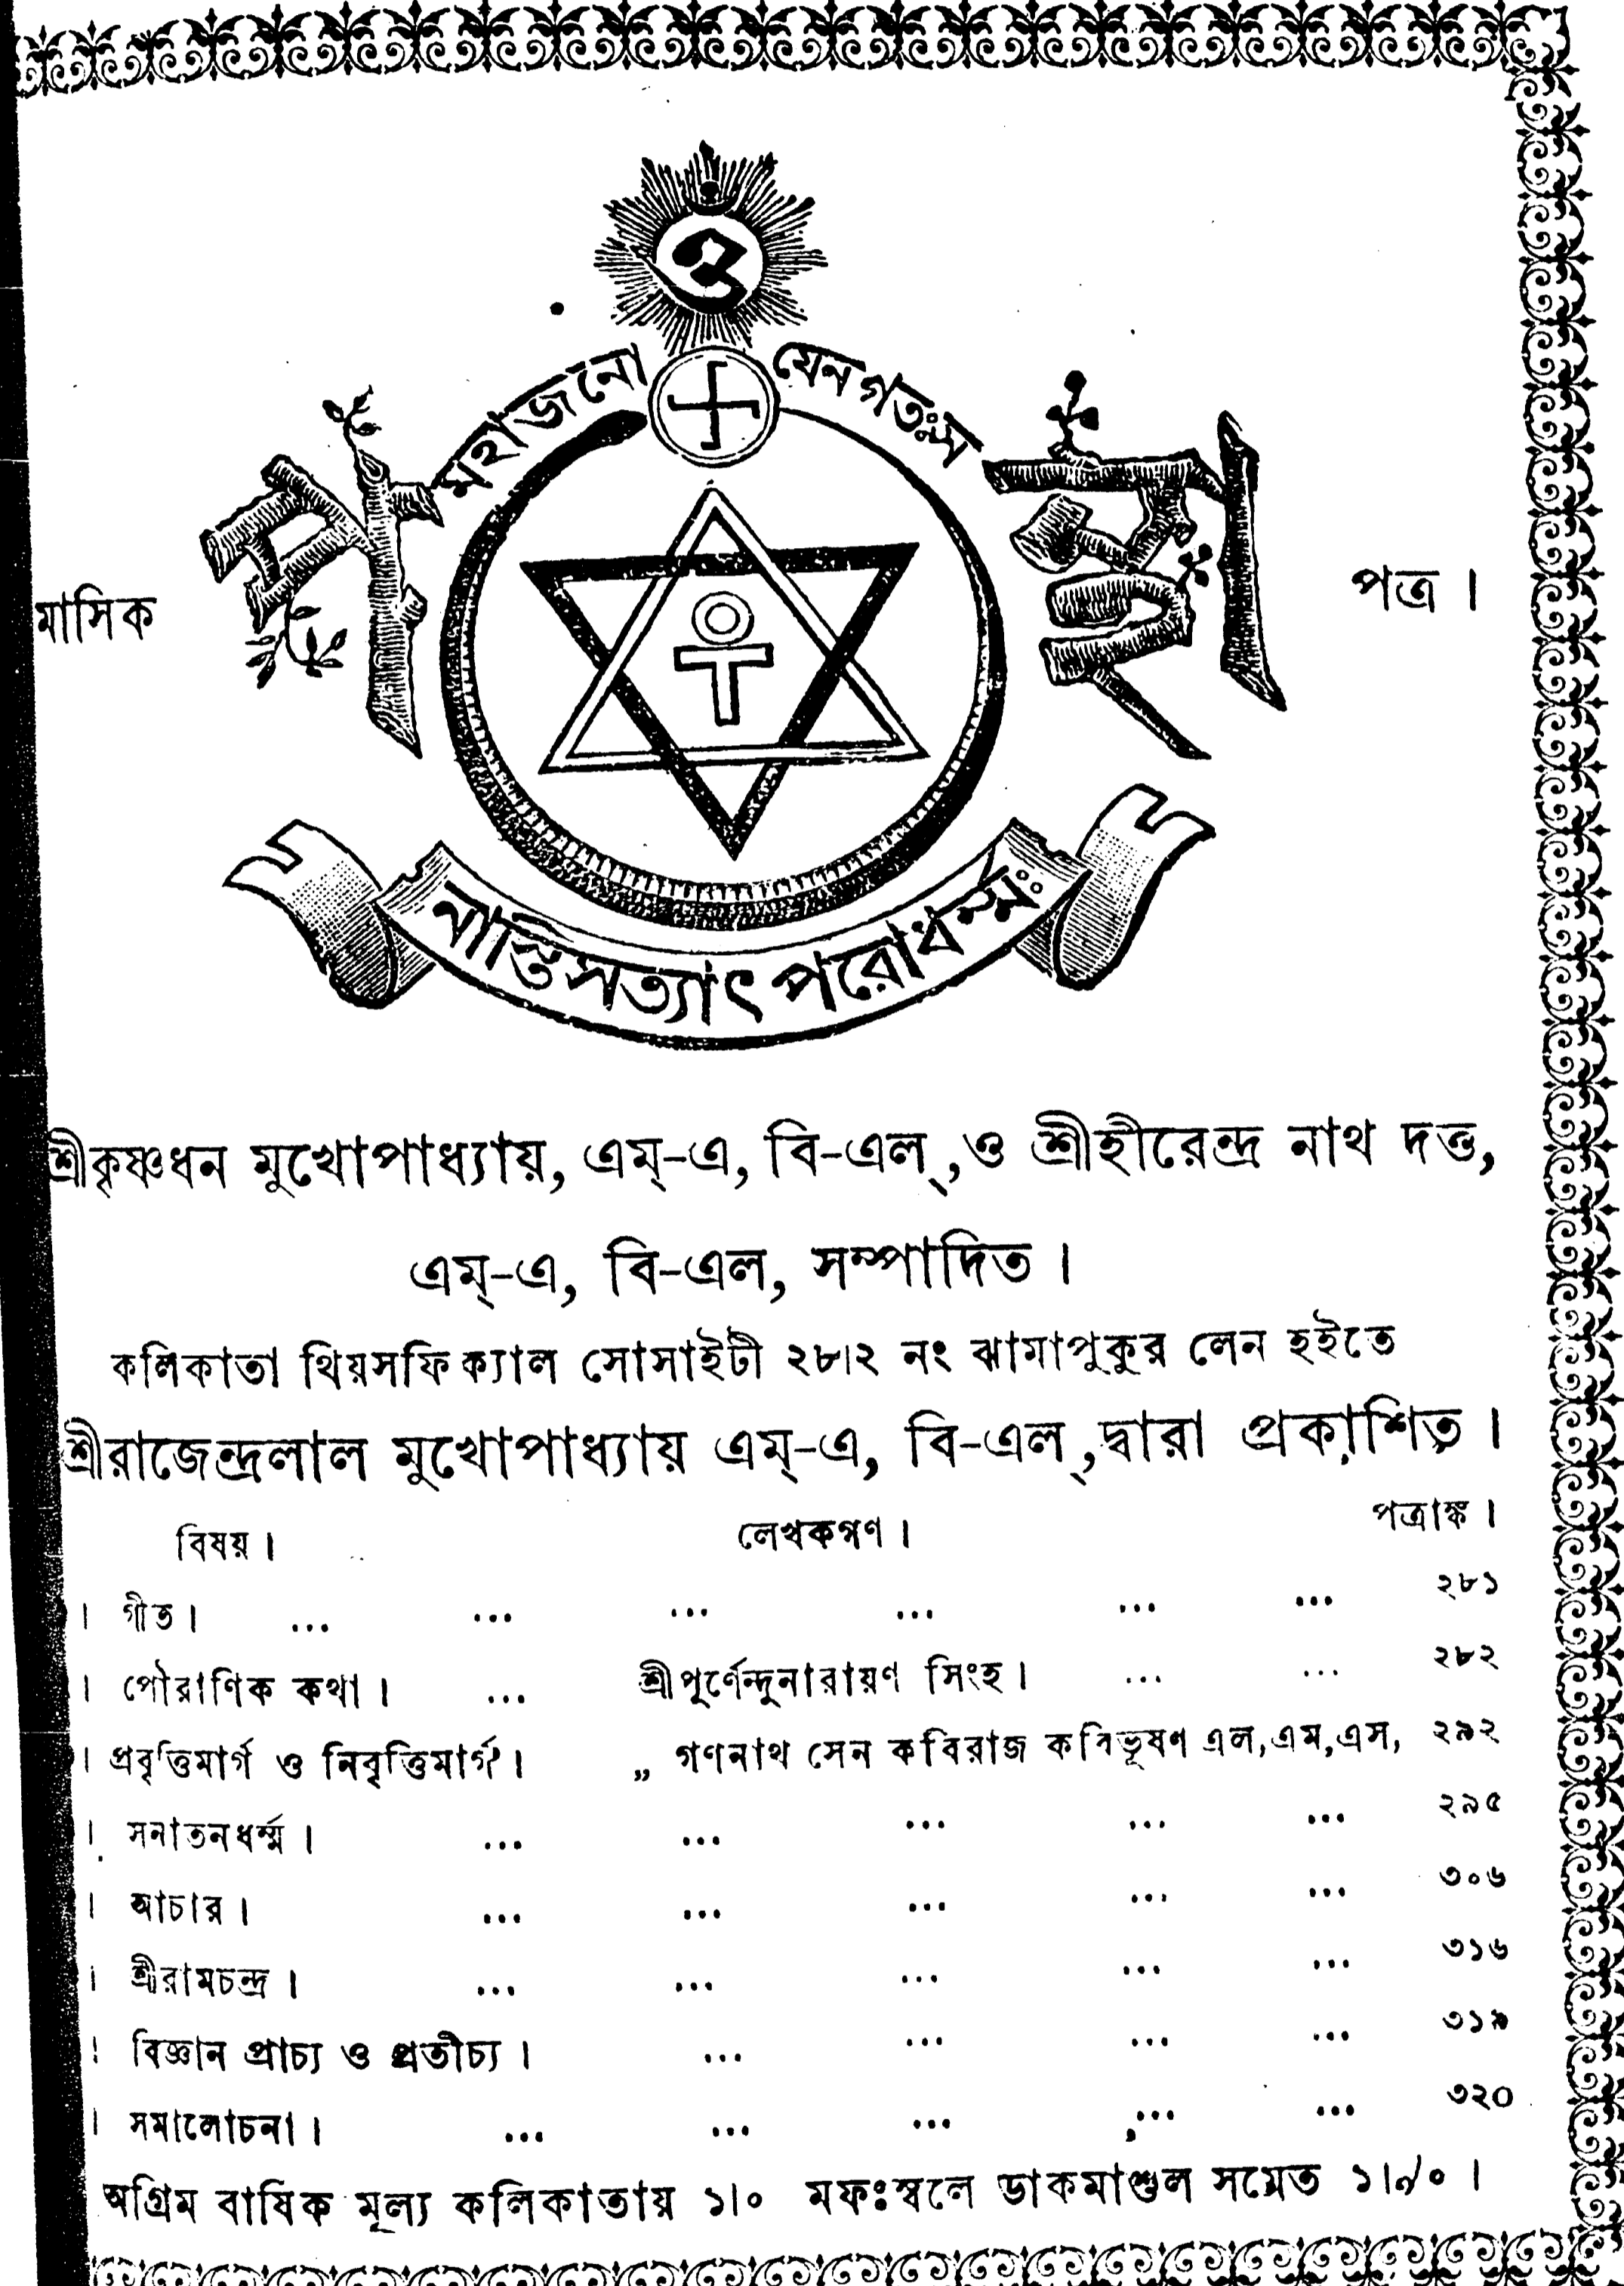 ওঁ
মহাজনো যেন গতঃস
মাসিক পন্থা পত্র ।
নাস্তি সত্যাৎ পরোধর্ম্মঃ
শ্রীকৃষ্ণধন মুখোপাধ্যায়, এম্-এ, বি-এল্,ও শ্রীহীরেন্দ্র নাথ দত্ত,
এম্-এ, বি-এল, সম্পাদিত ।
কলিকাতা থিয়সফিক্যাল সোসাইটী ২৮।২ নং ঝামাপুকুর লেন হইতে
শ্রীরাজেন্দ্রলাল মুখোপাধ্যায় এম্-এ, বি-এল্,দ্বারা প্রকাশিত ।
বিষয় । লেখকগণ । পত্রাঙ্ক ।
। গীত । ... ... ... ... ... ... ২৮১
। পৌরাণিক কথা । ... শ্রীপূর্ণেন্দুনারায়ণ সিংহ । ... ... ২৮২
। প্রবৃত্তিমার্গ ও নিবৃত্তিমার্গ । „ গণনাথ সেন কবিরাজ কবিভূষণ এল,এম,এস, ২৯২
। সনাতনধর্ম্ম । ... ... ... ... ... ২৯৫
। আচার । ... ... ... ... ... ৩০৬
। শ্রীরামচন্দ্র । ... ... ... ... ... ৩১৬
। বিজ্ঞান প্রাচ্য ও প্রতীচ্য । ... ... ... ... ৩১৯
। সমালোচনা । ... ... ... ... ... ৩২০
অগ্রিম বার্ষিক মূল্য কলিকাতায় ১।০ মফঃস্বলে ডাকমাশুল সমেত ১।৵০ ।